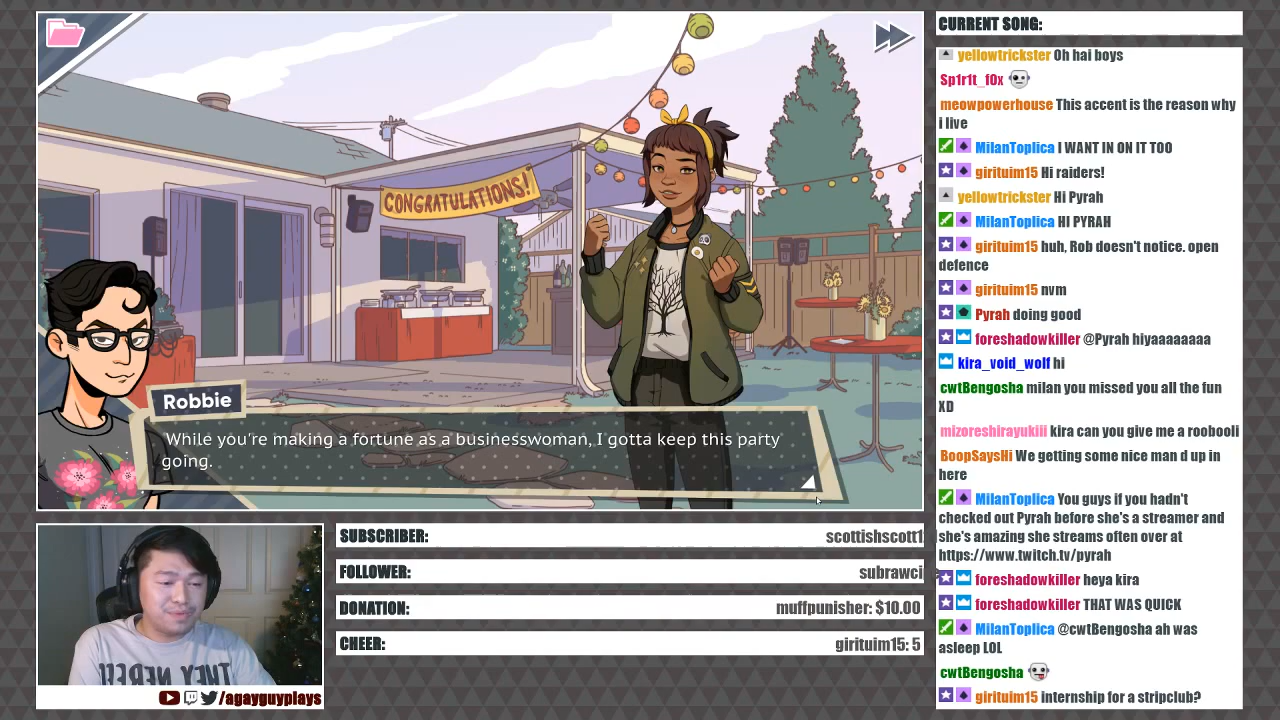 CONGRATULATIONS!
Robbie
While you're making a fortune as a businesswoman, I gotta keep this party
going.
/agayguyplays
SUBSCRIBER: scottishscott1
FOLLOWER: subrawci
DONATION: muffpunisher: $10.00
CHEER: girituim15: 5
CURRENT SONG:
yellowtrickster Oh hai boys
Sp1r1t_f0x
meowpowerhouse This accent is the reason why
i live
MilanToplica I WANT IN ON IT TOO
girituim15 Hi raiders!
yellowtrickster Hi Pyrah
MilanToplica HI PYRAH
girituim15 huh, Rob doesn't notice. open
defence
girituim15 nvm
Pyrah doing good
foreshadowkiller @Pyrah hiyaaaaaaaa
kira_void_wolf hi
cwtBengosha milan you missed you all the fun
XD
mizoreshirayukiii kira can you give me a roobooli
BoopSaysHi We getting some nice man d up in
here
MilanToplica You guys if you hadn't
checked out Pyrah before she's a streamer and
she's amazing she streams often over at
https://www.twitch.tv/pyrah
foreshadowkiller heya kira
foreshadowkiller THAT WAS QUICK
MilanToplica @cwtBengosha ah was
asleep LOL
cwtBengosha
girituim15 internship for a stripclub?